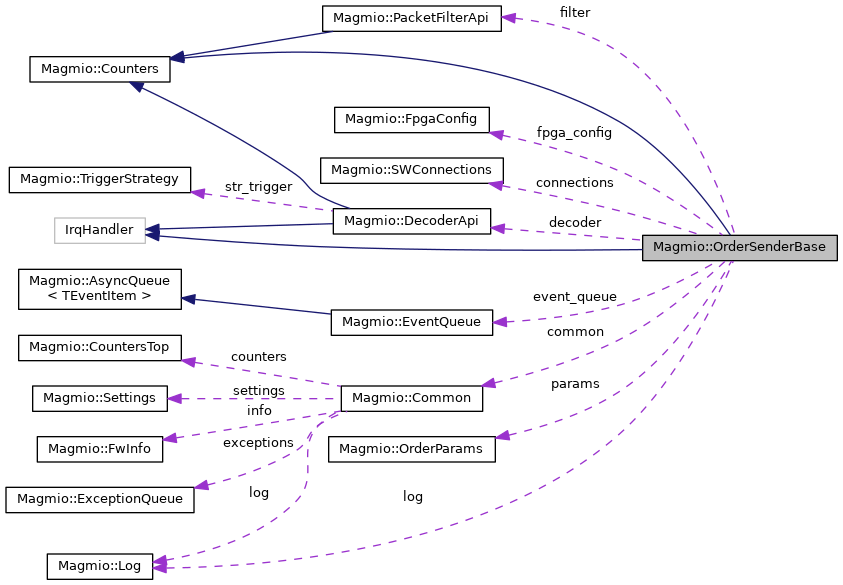 filter
Magmio::PacketFilterApi
Magmio::Counters
Magmio::FpgaConfig
fpga_config
Magmio::SWConnections
connections
Magmio::TriggerStrategy
str_trigger
Magmio::DecoderApi
decoder
IrqHandler
Magmio::OrderSenderBase
Magmio::AsyncQueue
< TEventItem >
event_queue
Magmio::EventQueue
common
Magmio::CountersTop
counters
params
settings
Magmio::Settings
Magmio::Common
info
exceptions
Magmio::FwInfo
Magmio::OrderParams
Magmio::ExceptionQueue
log
log
Magmio::Log